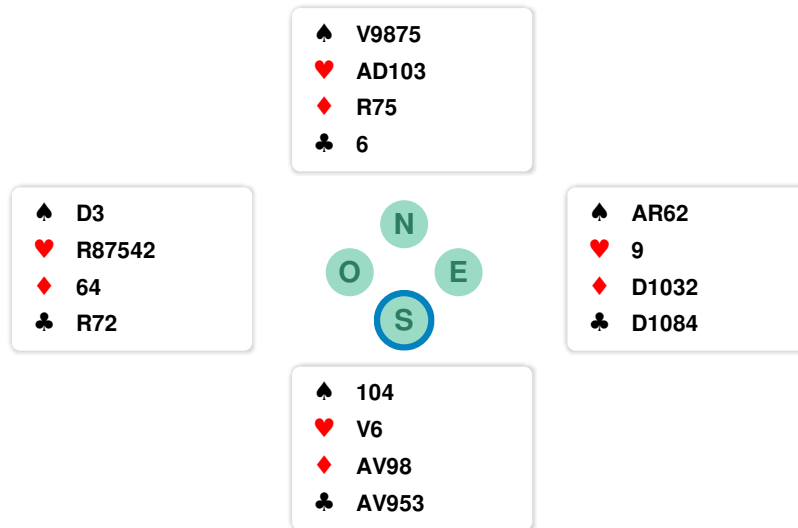 ♠ V9875
♥ AD103
♦ R75
♣ 6
♠ D3
♥ R87542
♦ 64
♣ R72
N
O E
S
♠ AR62
♥ 9
♦ D1032
♣ D1084
♠ 104
♥ V6
♦ AV98
♣ AV953